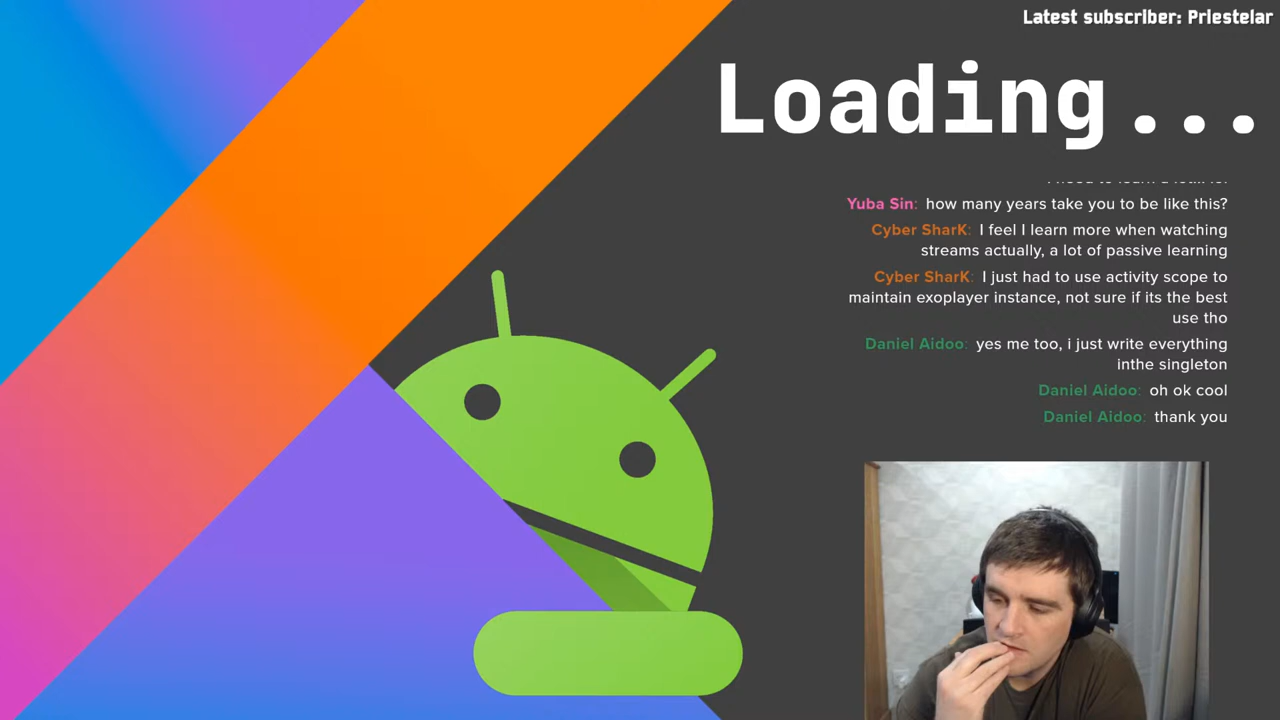 Latest subscriber: Priestelar
Loading...
Yuba Sin: how many years take you to be like this?
Cyber SharK: I feel I learn more when watching
streams actually, a lot of passive learning
Cyber SharK: I just had to use activity scope to
maintain exoplayer instance, not sure if its the best
use tho
Daniel Aidoo: yes me too, i just write everything
inthe singleton
Daniel Aidoo: oh ok cool
Daniel Aidoo: thank you